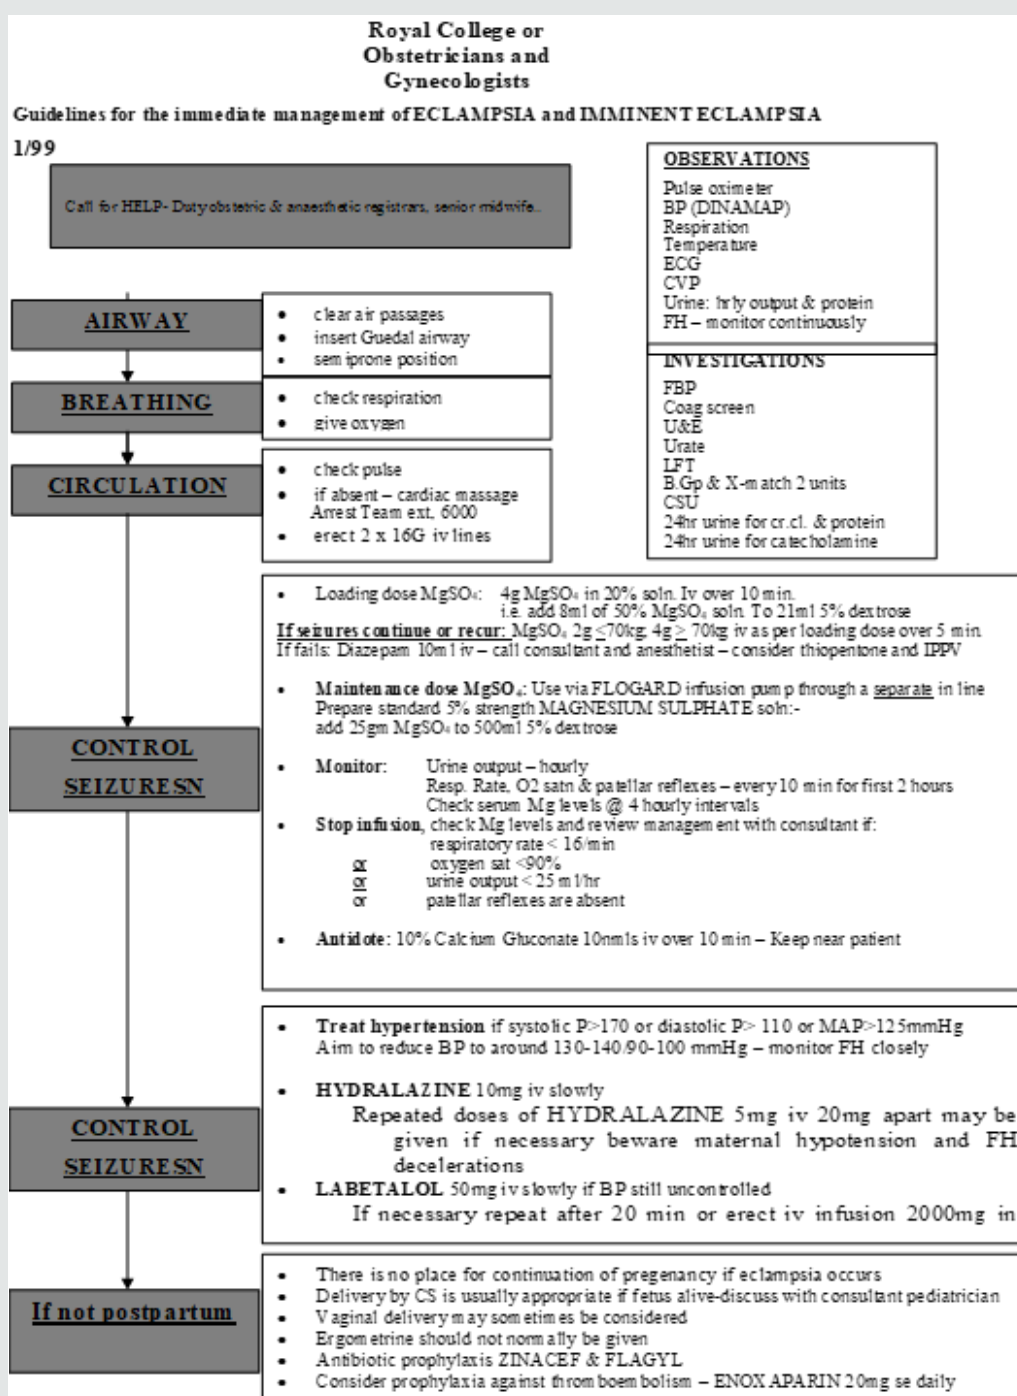 Royal College or
Obstetricians and
Gynecologists
Guidelines for the immediate management of ECLAMPSIA and IMMINENT ECLAMPSIA
1/99
Call for HELP- Duty obstetric & anaesthetic registrars, senior midwife..
OBSERVATIONS
Pulse oximeter
BP (DINAMAP)
Respiration
Temperature
ECG
CVP
Urine: hrly output & protein
FH – monitor continuously
INVESTIGATIONS
FBP
Coag screen
U&E
Urate
LFT
B.Gp & X-match 2 units
CSU
24hr urine for cr.cl. & protein
24hr urine for catecholamine
AIRWAY
• clear air passages
• insert Guedal airway
• semiprone position
BREATHING
• check respiration
• give oxygen
CIRCULATION
• check pulse
• if absent – cardiac massage
Arrest Team ext, 6000
• erect 2 x 16G iv lines
CONTROL
SEIZURESN
• Loading dose MgSO₄: 4g MgSO₄ in 20% soln. Iv over 10 min.
i.e. add 8ml of 50% MgSO₄ soln. To 21ml 5% dextrose
If seizures continue or recur: MgSO₄ 2g <70kg; 4g > 70kg iv as per loading dose over 5 min
If fails: Diazepam 10ml iv – call consultant and anesthetist – consider thiopentone and IPPV
• Maintenance dose MgSO₄: Use via FLOGARD infusion pump through a separate in line
Prepare standard 5% strength MAGNESIUM SULPHATE soln:-
add 25gm MgSO₄ to 500ml 5% dextrose
• Monitor: Urine output – hourly
Resp. Rate, O2 satn & patellar reflexes – every 10 min for first 2 hours
Check serum Mg levels @ 4 hourly intervals
• Stop infusion, check Mg levels and review management with consultant if:
respiratory rate < 16/min
or oxygen sat <90%
or urine output < 25 ml/hr
or patellar reflexes are absent
• Antidote: 10% Calcium Gluconate 10nmls iv over 10 min – Keep near patient
CONTROL
SEIZURESN
• Treat hypertension if systolic P>170 or diastolic P> 110 or MAP>125mmHg
Aim to reduce BP to around 130-140/90-100 mmHg – monitor FH closely
• HYDRALAZINE 10mg iv slowly
Repeated doses of HYDRALAZINE 5mg iv 20mg apart may be
given if necessary beware maternal hypotension and FH
decelerations
• LABETALOL 50mg iv slowly if BP still uncontrolled
If necessary repeat after 20 min or erect iv infusion 2000mg in
If not postpartum
• There is no place for continuation of pregenancy if eclampsia occurs
• Delivery by CS is usually appropriate if fetus alive-discuss with consultant pediatrician
• Vaginal delivery may sometimes be considered
• Ergometrine should not normally be given
• Antibiotic prophylaxis ZINACEF & FLAGYL
• Consider prophylaxia against thromboembolism – ENOXAPARIN 20mg se daily